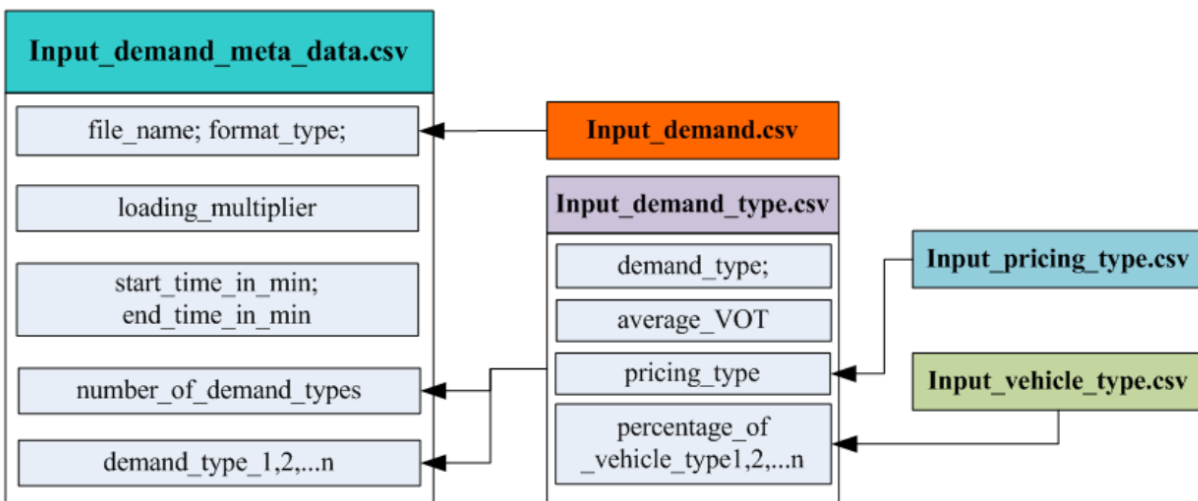 Input_demand_meta_data.csv
file_name; format_type;
loading_multiplier
start_time_in_min;
end_time_in_min
number_of_demand_types
demand_type_1,2,...n
Input_demand.csv
Input_demand_type.csv
demand_type;
average_VOT
pricing_type
percentage_of
_vehicle_type1,2,...n
Input_pricing_type.csv
Input_vehicle_type.csv